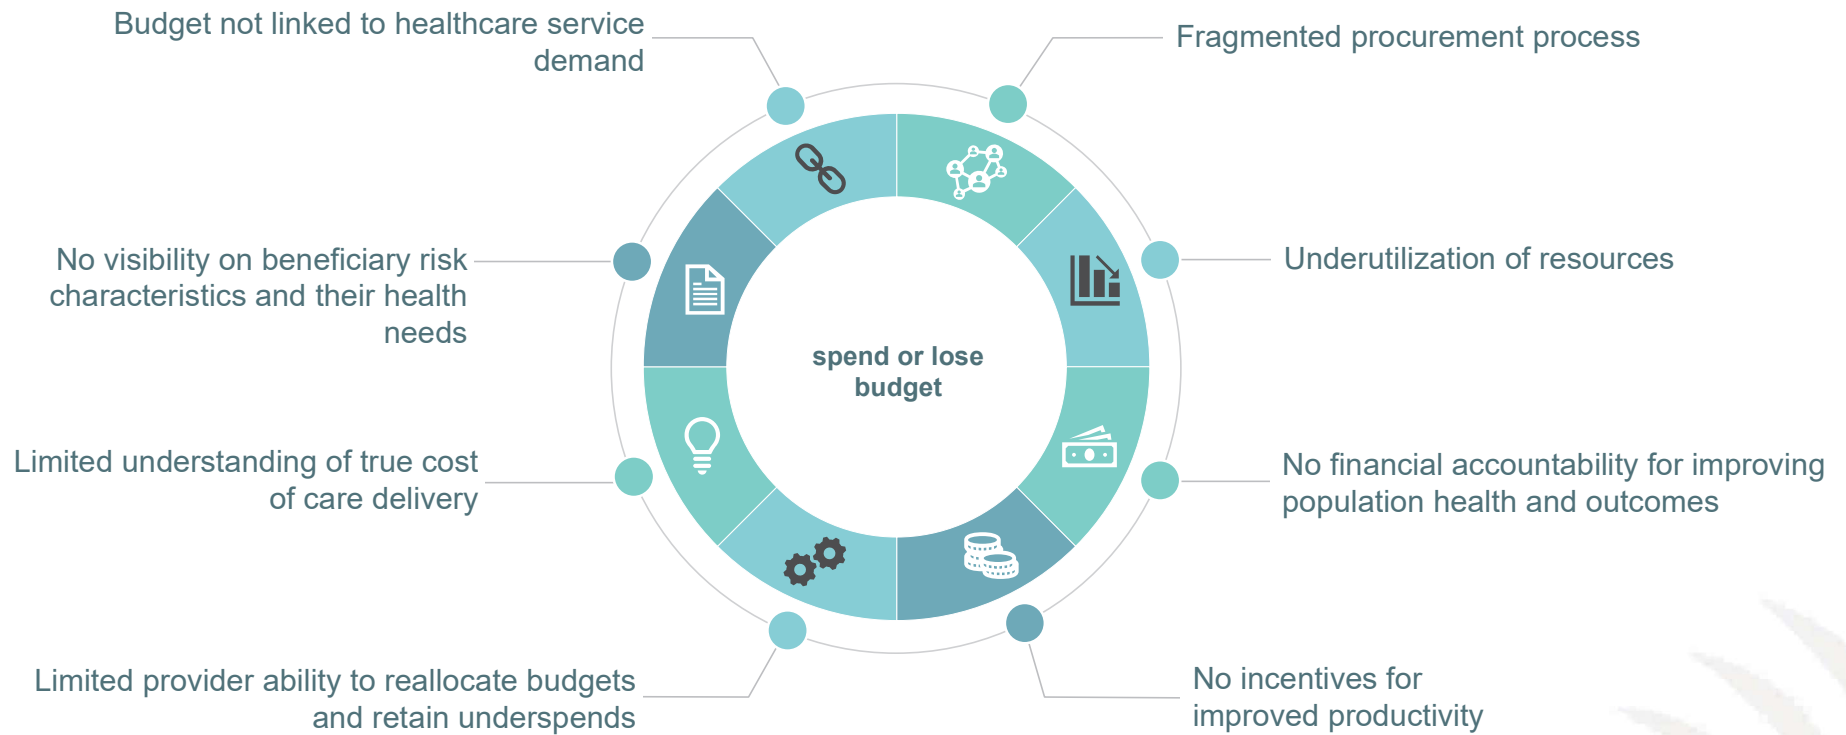 Budget not linked to healthcare service
demand
Fragmented procurement process
No visibility on beneficiary risk
characteristics and their health
needs
Underutilization of resources
spend or lose
budget
Limited understanding of true cost
of care delivery
No financial accountability for improving
population health and outcomes
Limited provider ability to reallocate budgets
and retain underspends
No incentives for
improved productivity